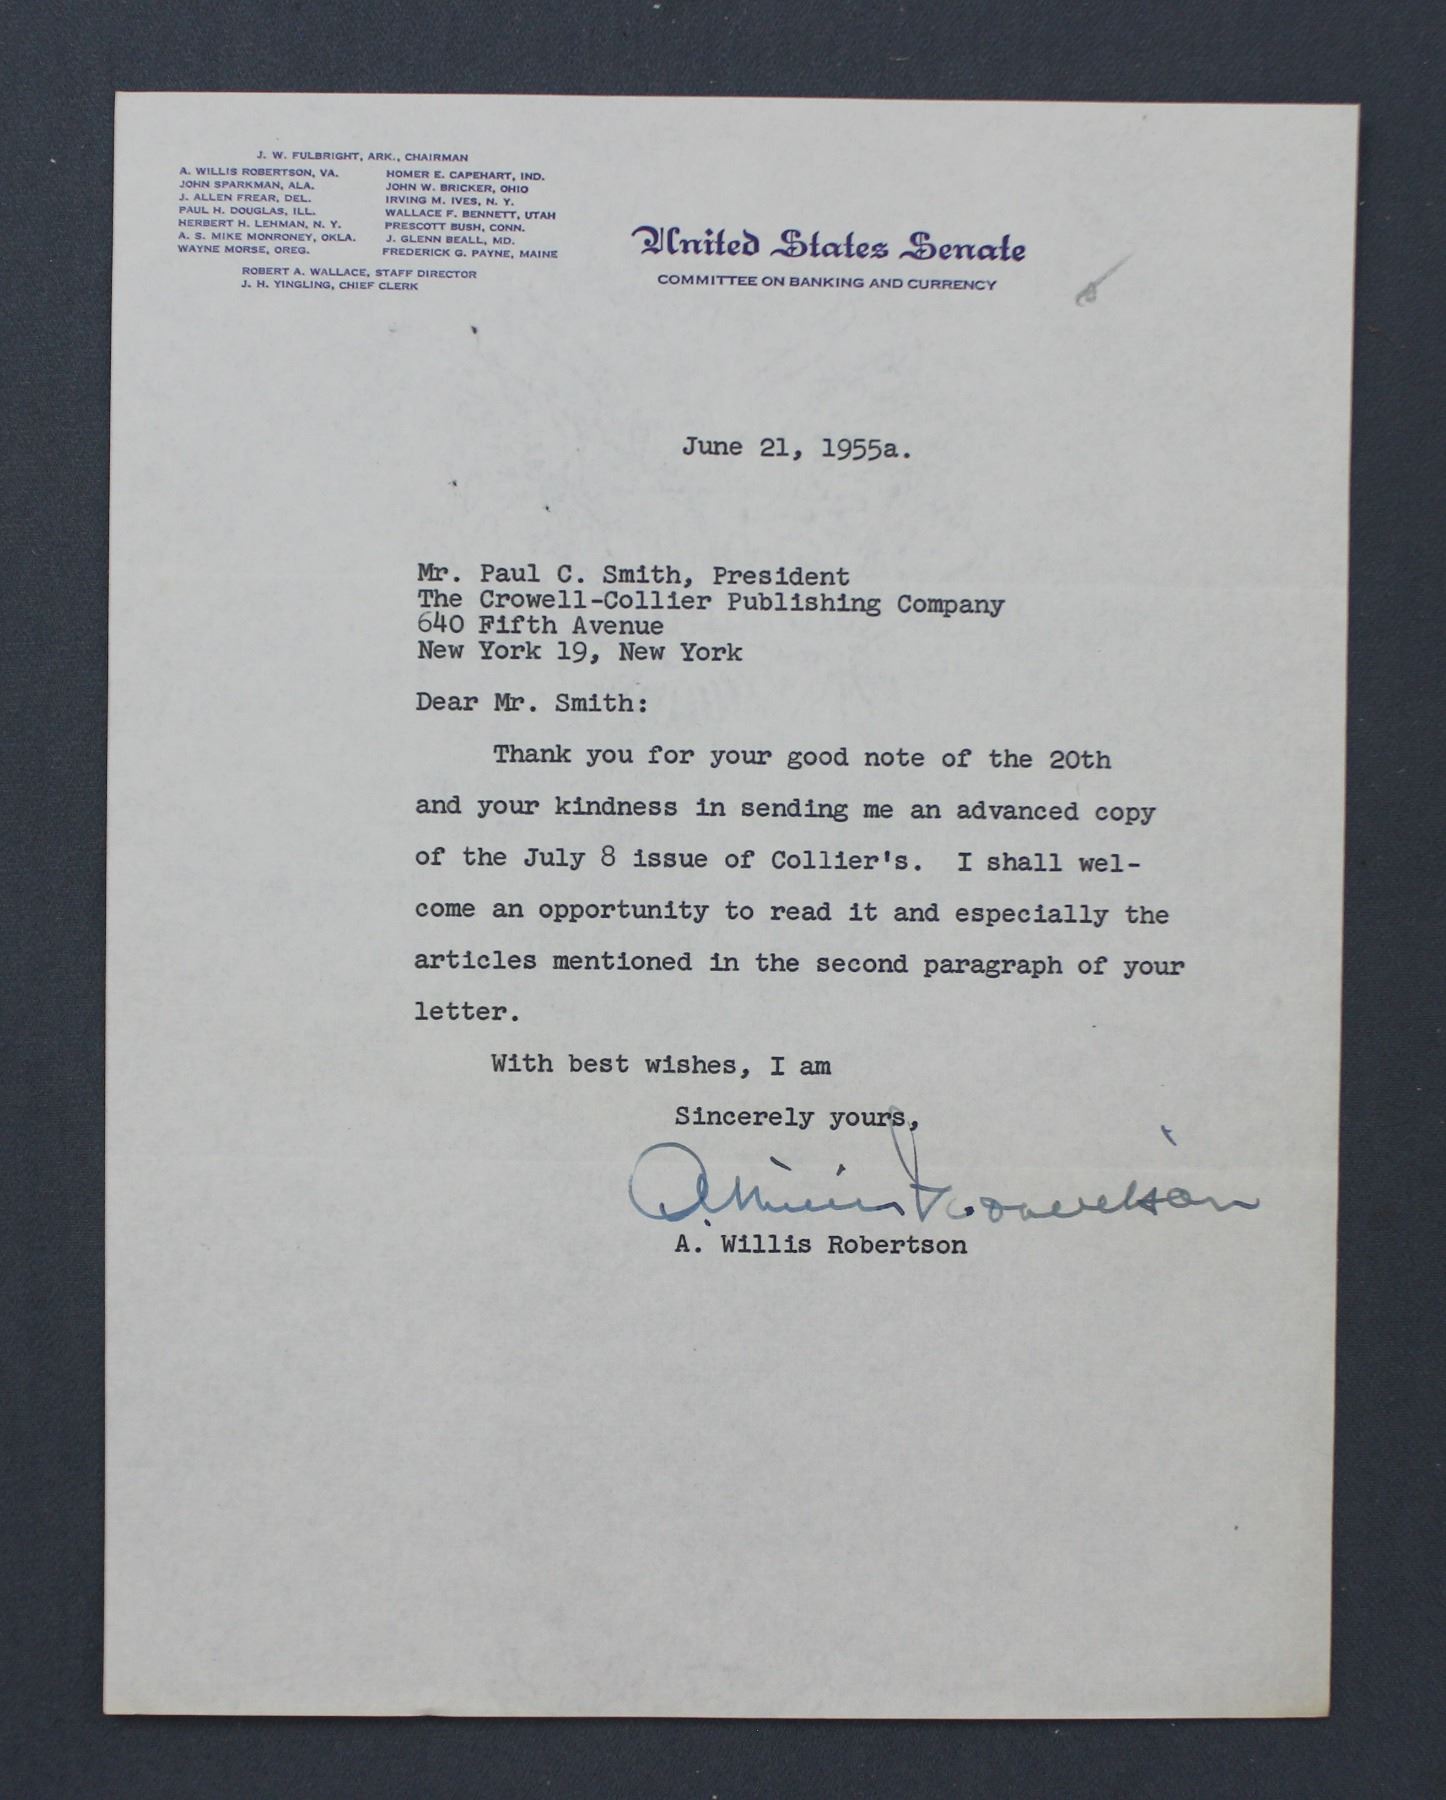 J. W. FULBRIGHT, ARK., CHAIRMAN
A. WILLIS ROBERTSON, VA.
JOHN SPARKMAN, ALA.
J. ALLEN FREAR, DEL.
PAUL H. DOUGLAS, ILL.
HERBERT H. LEHMAN, N. Y.
A. S. MIKE MONRONEY, OKLA.
WAYNE MORSE, OREG.
HOMER E. CAPEHART, IND.
JOHN W. BRICKER, OHIO
IRVING M. IVES, N. Y.
WALLACE F. BENNETT, UTAH
PRESCOTT BUSH, CONN.
J. GLENN BEALL, MD.
FREDERICK G. PAYNE, MAINE
ROBERT A. WALLACE, STAFF DIRECTOR
J. H. YINGLING, CHIEF CLERK
United States Senate
COMMITTEE ON BANKING AND CURRENCY
June 21, 1955a.
Mr. Paul C. Smith, President
The Crowell-Collier Publishing Company
640 Fifth Avenue
New York 19, New York
Dear Mr. Smith:
Thank you for your good note of the 20th
and your kindness in sending me an advanced copy
of the July 8 issue of Collier's. I shall wel-
come an opportunity to read it and especially the
articles mentioned in the second paragraph of your
letter.
With best wishes, I am
Sincerely yours,
A. Willis Robertson
A. Willis Robertson